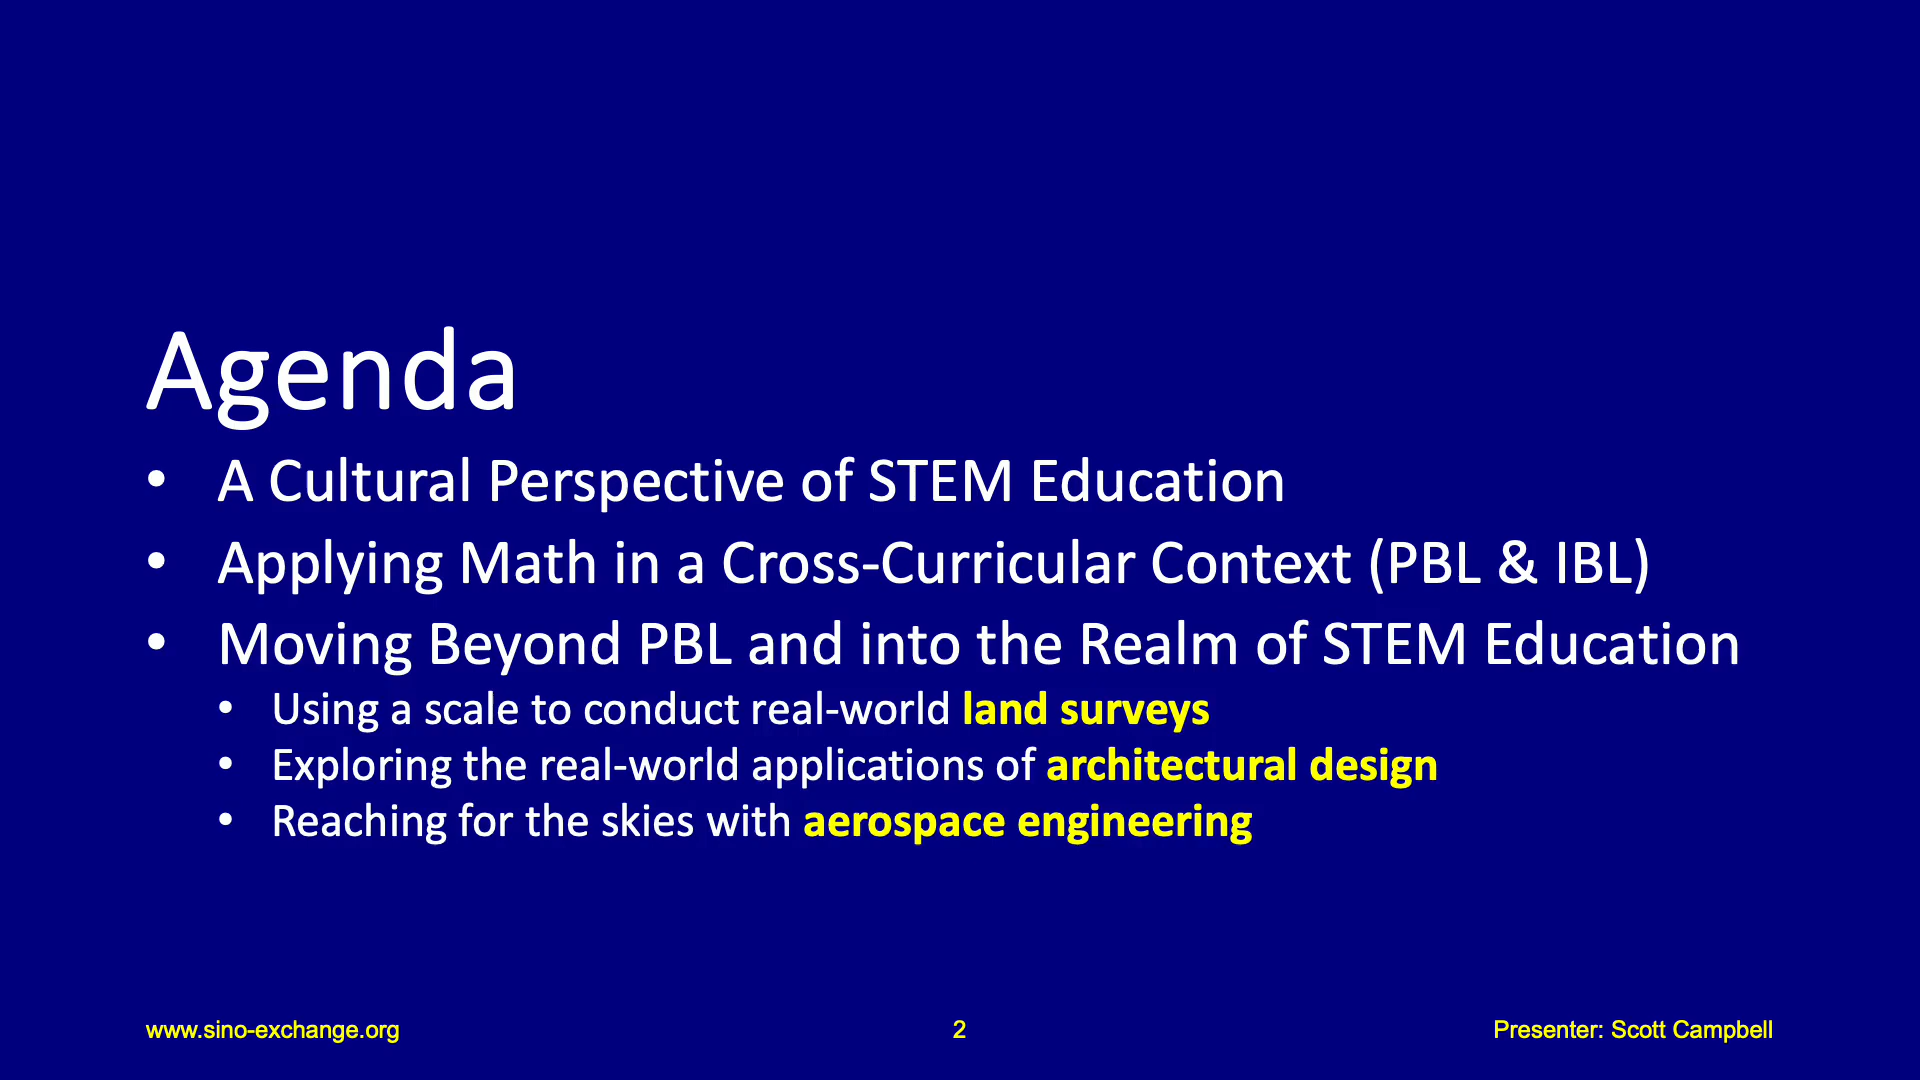 Agenda
• A Cultural Perspective of STEM Education
• Applying Math in a Cross-Curricular Context (PBL & IBL)
• Moving Beyond PBL and into the Realm of STEM Education
• Using a scale to conduct real-world land surveys
• Exploring the real-world applications of architectural design
• Reaching for the skies with aerospace engineering
www.sino-exchange.org
2
Presenter: Scott Campbell